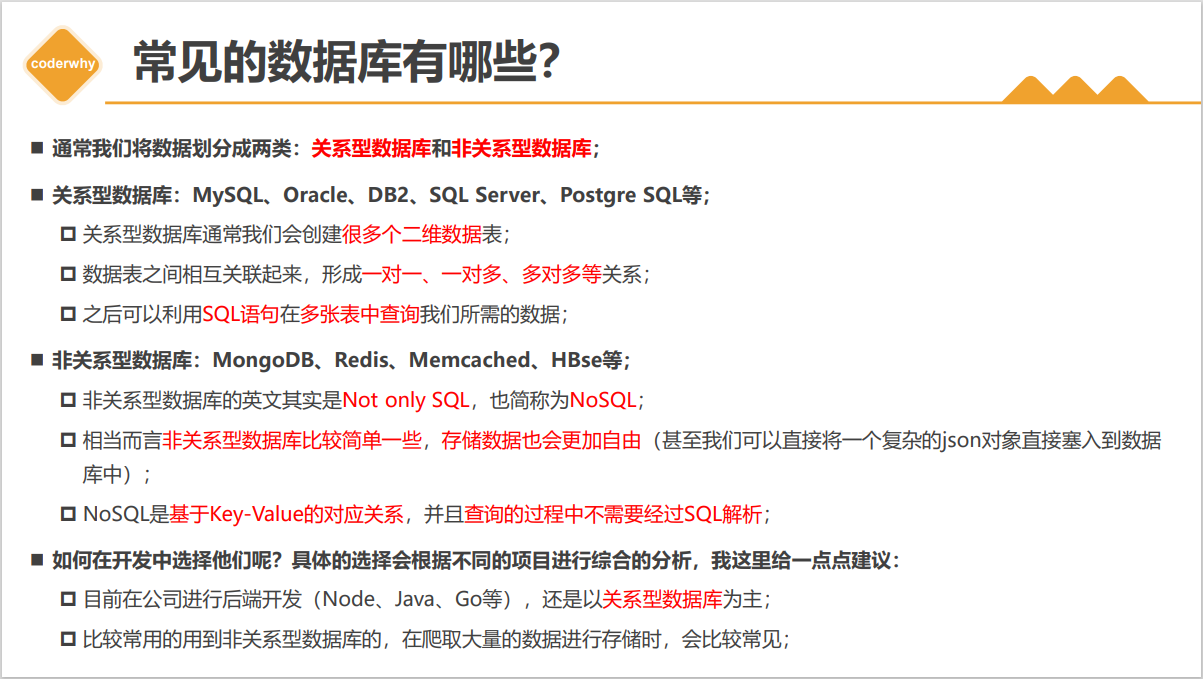 coderwhy
常见的数据库有哪些？
■ 通常我们将数据划分成两类：关系型数据库和非关系型数据库；
■ 关系型数据库：MySQL、Oracle、DB2、SQL Server、Postgre SQL等；
关系型数据库通常我们会创建很多个二维数据表；
数据表之间相互关联起来，形成一对一、一对多、多对多等关系；
之后可以利用SQL语句在多张表中查询我们所需的数据；
■ 非关系型数据库：MongoDB、Redis、Memcached、HBse等；
非关系型数据库的英文其实是Not only SQL，也简称为NoSQL；
相当而言非关系型数据库比较简单一些，存储数据也会更加自由（甚至我们可以直接将一个复杂的json对象直接塞入到数据
库中）；
NoSQL是基于Key-Value的对应关系，并且查询的过程中不需要经过SQL解析；
■ 如何在开发中选择他们呢？具体的选择会根据不同的项目进行综合的分析，我这里给一点点建议：
目前在公司进行后端开发（Node、Java、Go等），还是以关系型数据库为主；
比较常用的用到非关系型数据库的，在爬取大量的数据进行存储时，会比较常见；